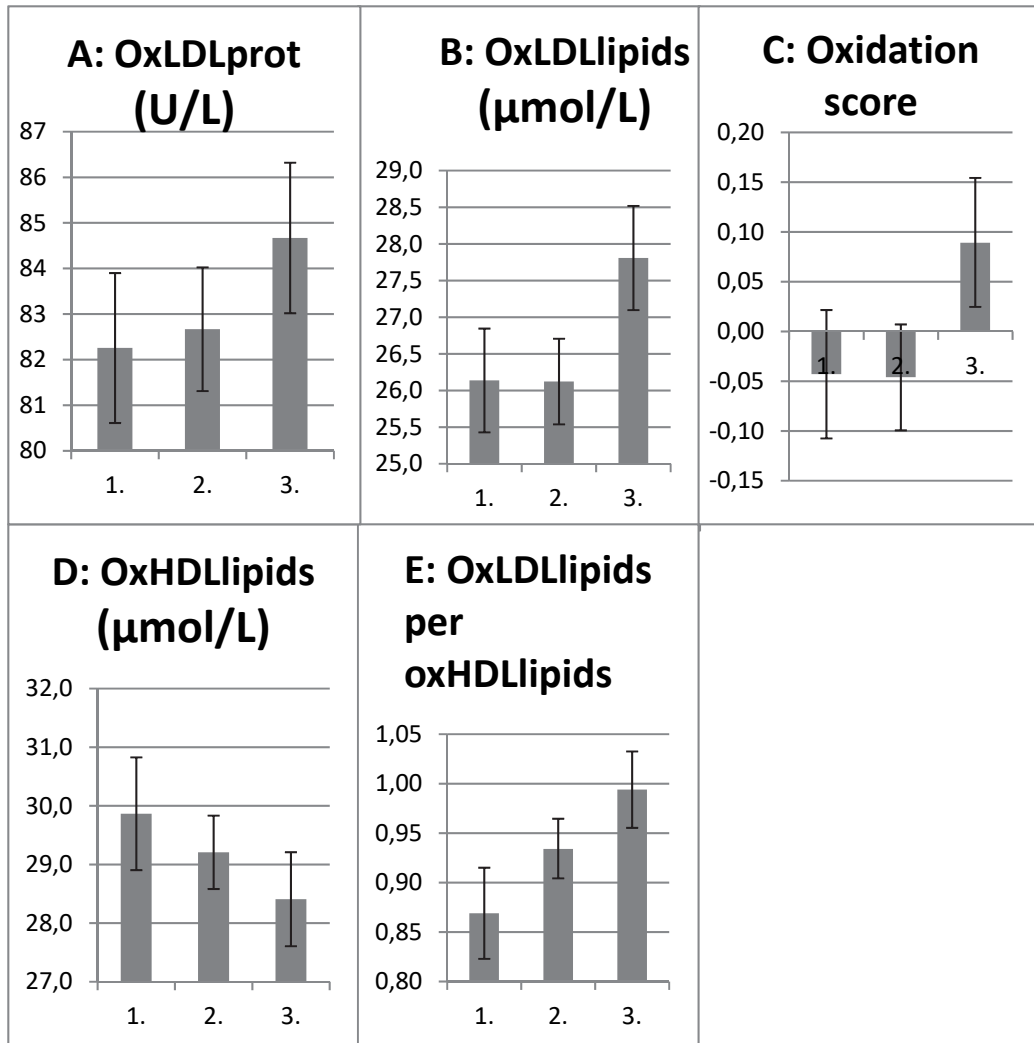 A: OxLDLprot
(U/L)
87
86
85
84
83
82
81
80
1. 2. 3.
B: OxLDLlipids
(µmol/L)
29,0
28,5
28,0
27,5
27,0
26,5
26,0
25,5
25,0
1. 2. 3.
C: Oxidation
score
0,20
0,15
0,10
0,05
0,00
-0,05
-0,10
-0,15
1. 2. 3.
D: OxHDLlipids
(µmol/L)
32,0
31,0
30,0
29,0
28,0
27,0
1. 2. 3.
E: OxLDLlipids
per
oxHDLlipids
1,05
1,00
0,95
0,90
0,85
0,80
1. 2. 3.